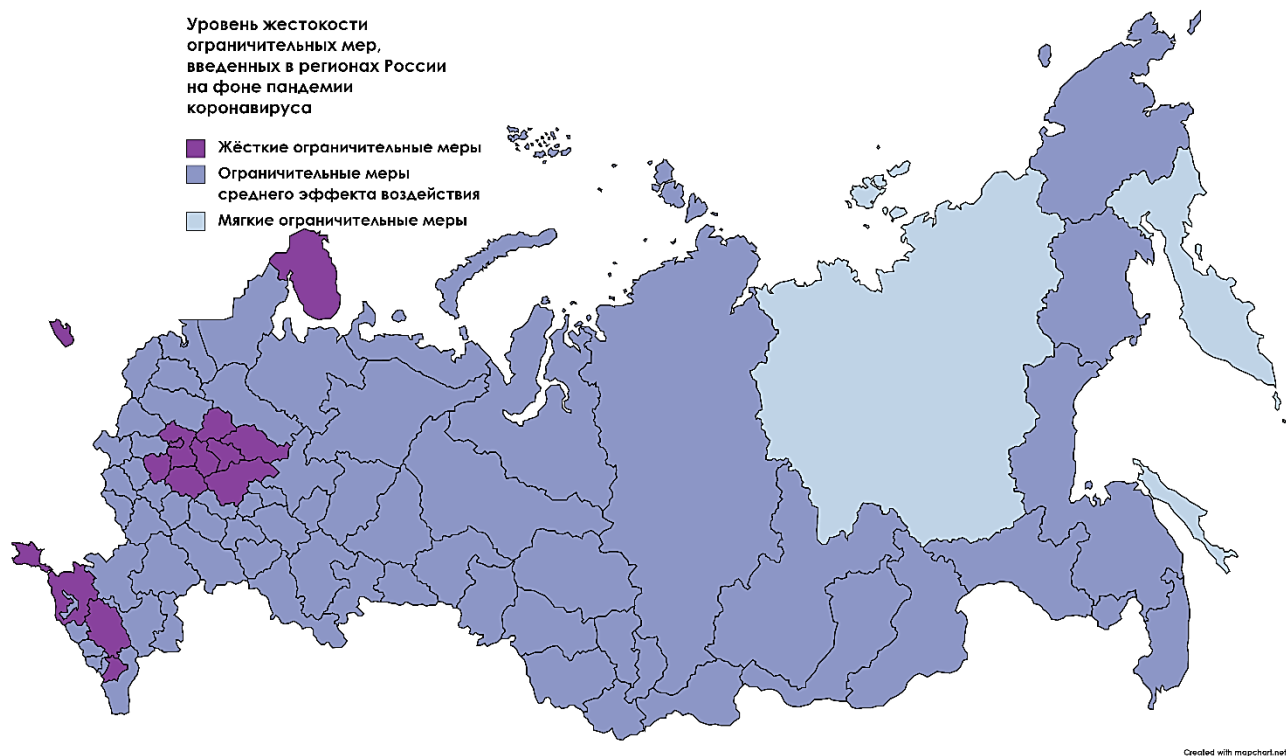 Уровень жестокости
ограничительных мер,
введенных в регионах России
на фоне пандемии
коронавируса
Жёсткие ограничительные меры
Ограничительные меры
среднего эффекта воздействия
Мягкие ограничительные меры
Created with mapchart.net